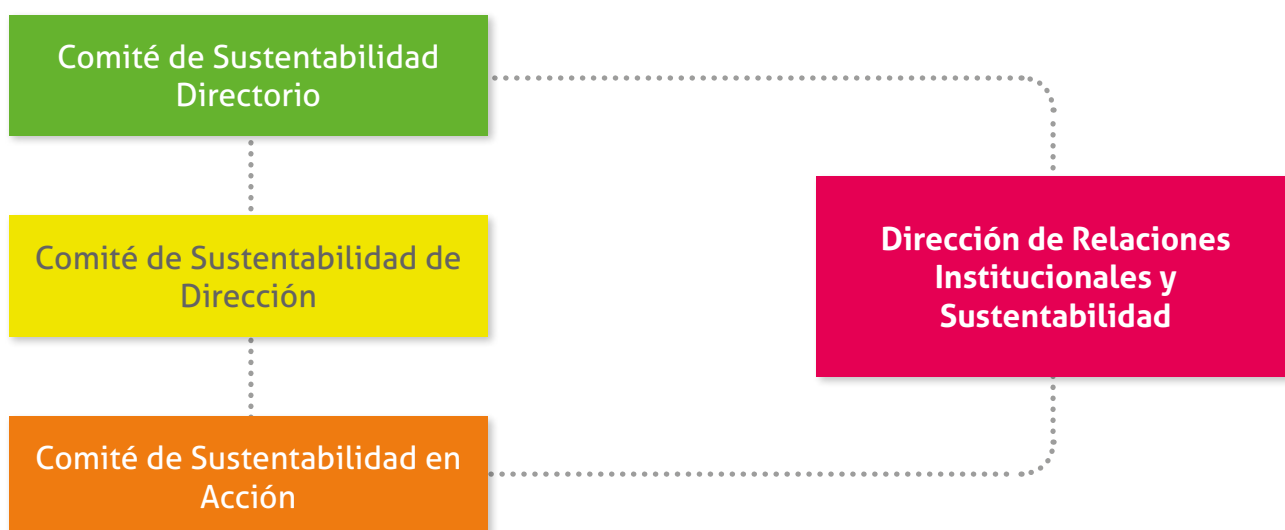 Comité de Sustentabilidad
Directorio
Comité de Sustentabilidad de
Dirección
Dirección de Relaciones
Institucionales y
Sustentabilidad
Comité de Sustentabilidad en
Acción